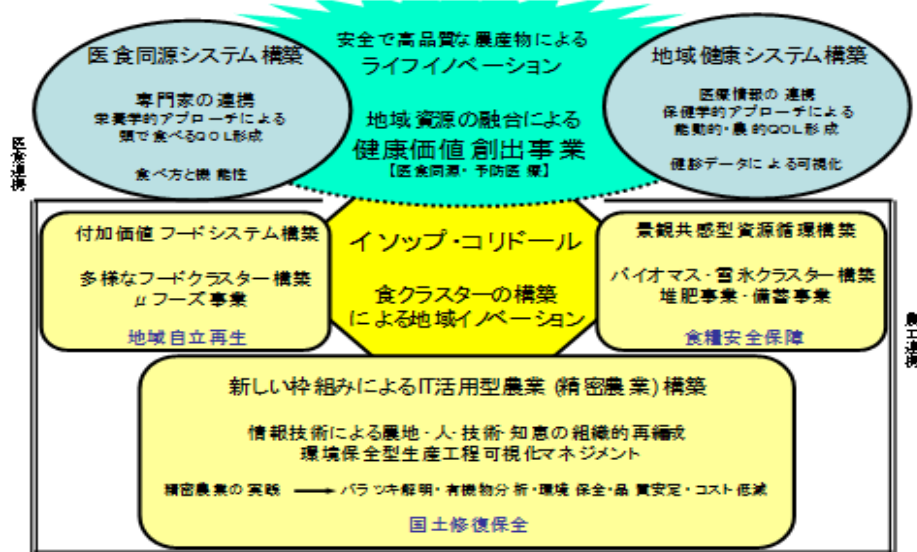 医食同源システム構築
専門家の連携
栄養学的アプローチによる
頭で食べるQOL形成
食べ方と機能性
安全で高品質な農産物による
ライフイノベーション
地域資源の融合による
健康価値創出事業
【医食同源・予防医療】
地域健康システム構築
医療情報の連携
保健学的アプローチによる
能動的・農的QOL形成
健診データによる可視化
医食連携
付加価値フードシステム構築
多様なフードクラスター構築
μフーズ事業
地域自立再生
イソップ・コリドール
食クラスターの構築
による地域イノベーション
景観共感型資源循環構築
バイオマス・雪氷クラスター構築
堆肥事業・備蓄事業
食糧安全保障
農工連携
新しい枠組みによるIT活用型農業(精密農業)構築
情報技術による農地・人・技術・知恵の組織的再編成
環境保全型生産工程可視化マネジメント
精密農業の実践 → バラツキ解明・有機物分析・環境保全・品質安定・コスト低減
国土修復保全